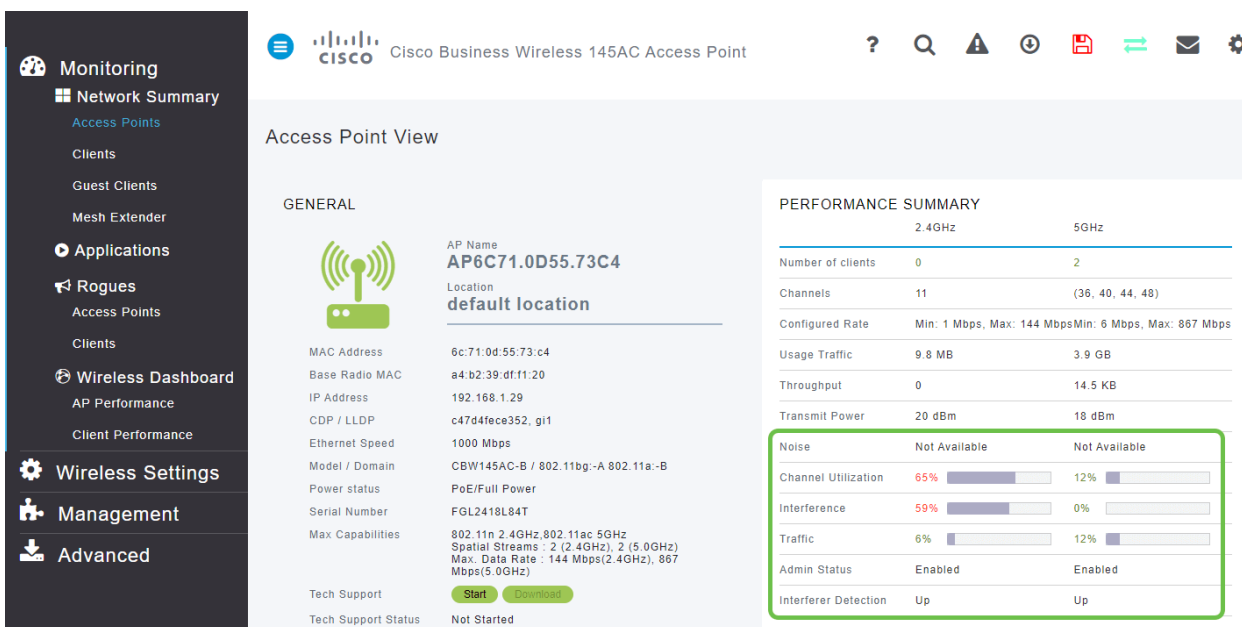 Monitoring
Network Summary
Access Points
Clients
Guest Clients
Mesh Extender
Applications
Rogues
Access Points
Clients
Wireless Dashboard
AP Performance
Client Performance
Wireless Settings
Management
Advanced
CISCO Cisco Business Wireless 145AC Access Point ?
Access Point View
GENERAL
AP Name
AP6C71.0D55.73C4
Location
default location
MAC Address 6c:71:0d:55:73:c4
Base Radio MAC a4:b2:39:df:f1:20
IP Address 192.168.1.29
CDP / LLDP c47d4fece352, gi1
Ethernet Speed 1000 Mbps
Model / Domain CBW145AC-B / 802.11bg:-A 802.11a:-B
Power status PoE/Full Power
Serial Number FGL2418L84T
Max Capabilities 802.11n 2.4GHz,802.11ac 5GHz
Spatial Streams : 2 (2.4GHz), 2 (5.0GHz)
Max. Data Rate : 144 Mbps(2.4GHz), 867
Mbps(5.0GHz)
Tech Support Start Download
Tech Support Status Not Started
PERFORMANCE SUMMARY
2.4GHz 5GHz
Number of clients 0 2
Channels 11 (36, 40, 44, 48)
Configured Rate Min: 1 Mbps, Max: 144 MbpsMin: 6 Mbps, Max: 867 Mbps
Usage Traffic 9.8 MB 3.9 GB
Throughput 0 14.5 KB
Transmit Power 20 dBm 18 dBm
Noise Not Available Not Available
Channel Utilization 65% 12%
Interference 59% 0%
Traffic 6% 12%
Admin Status Enabled Enabled
Interferer Detection Up Up